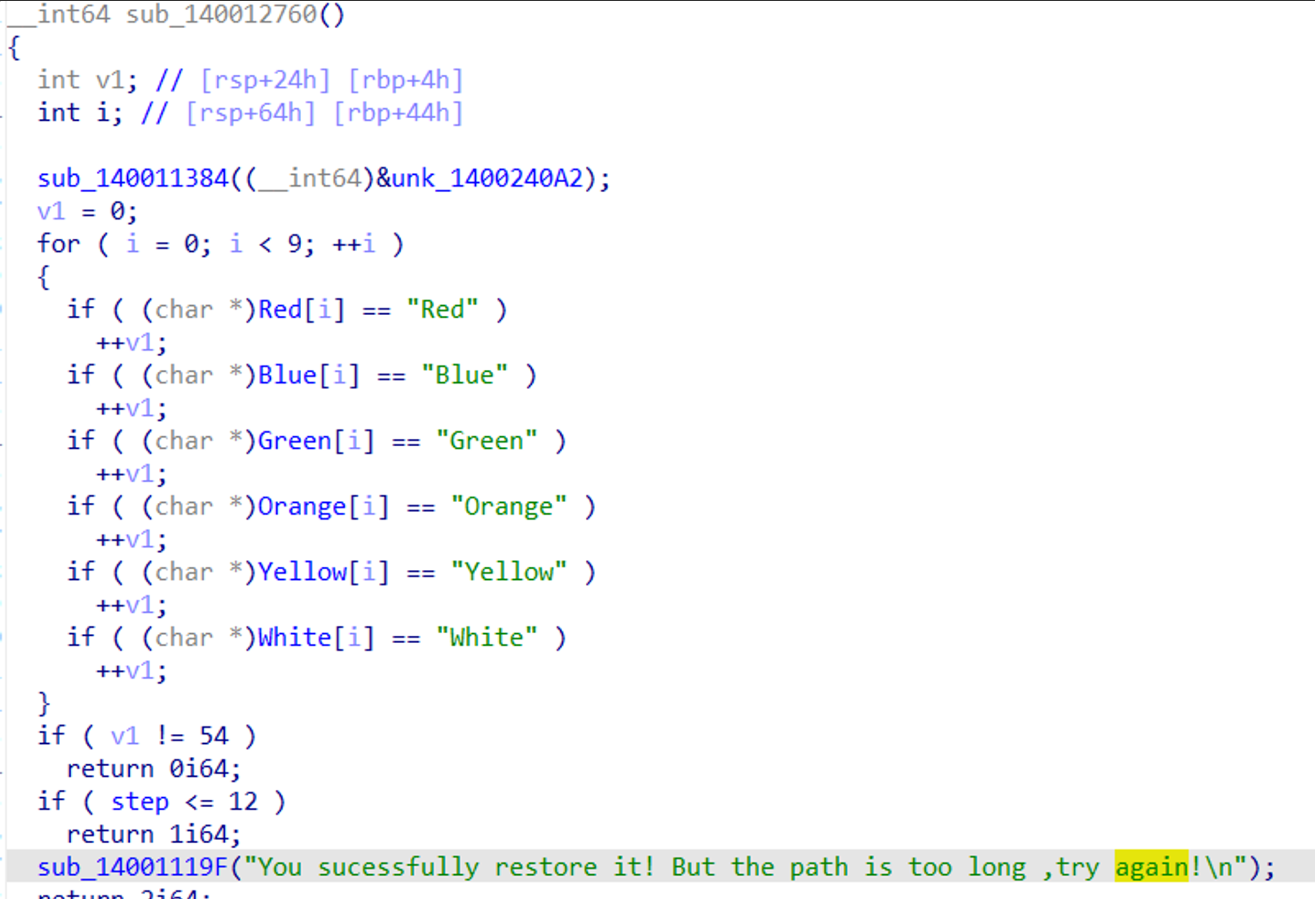 __int64 sub_140012760()
{
int v1; // [rsp+24h] [rbp+4h]
int i; // [rsp+64h] [rbp+44h]
sub_140011384((__int64)&unk_1400240A2);
v1 = 0;
for ( i = 0; i < 9; ++i )
{
if ( (char *)Red[i] == "Red" )
++v1;
if ( (char *)Blue[i] == "Blue" )
++v1;
if ( (char *)Green[i] == "Green" )
++v1;
if ( (char *)Orange[i] == "Orange" )
++v1;
if ( (char *)Yellow[i] == "Yellow" )
++v1;
if ( (char *)White[i] == "White" )
++v1;
}
if ( v1 != 54 )
return 0i64;
if ( step <= 12 )
return 1i64;
sub_14001119F("You sucessfully restore it! But the path is too long ,try again!\n");
return 2i64;